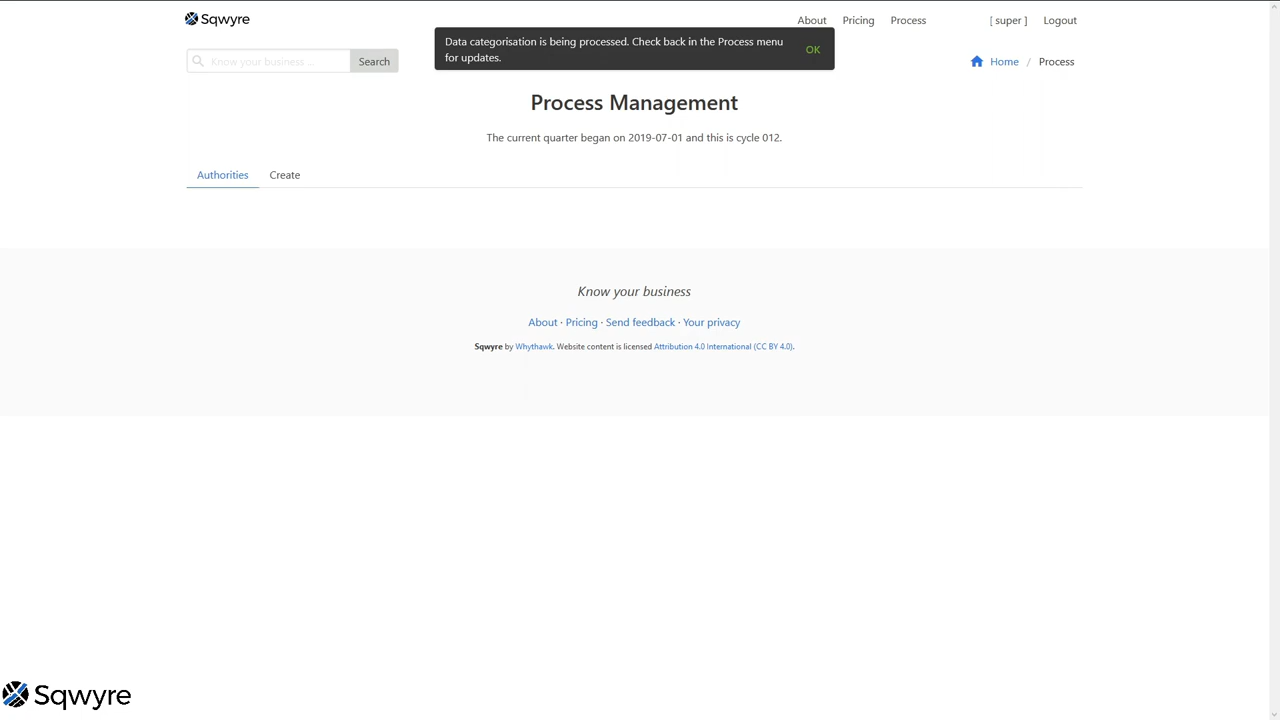 Sqwyre
About Pricing Process [ super ] Logout
Data categorisation is being processed. Check back in the Process menu
for updates.
OK
Know your business ... Search
Home / Process
Process Management
The current quarter began on 2019-07-01 and this is cycle 012.
Authorities Create
Know your business
About · Pricing · Send feedback · Your privacy
Sqwyre by Whythawk. Website content is licensed Attribution 4.0 International (CC BY 4.0).
Sqwyre